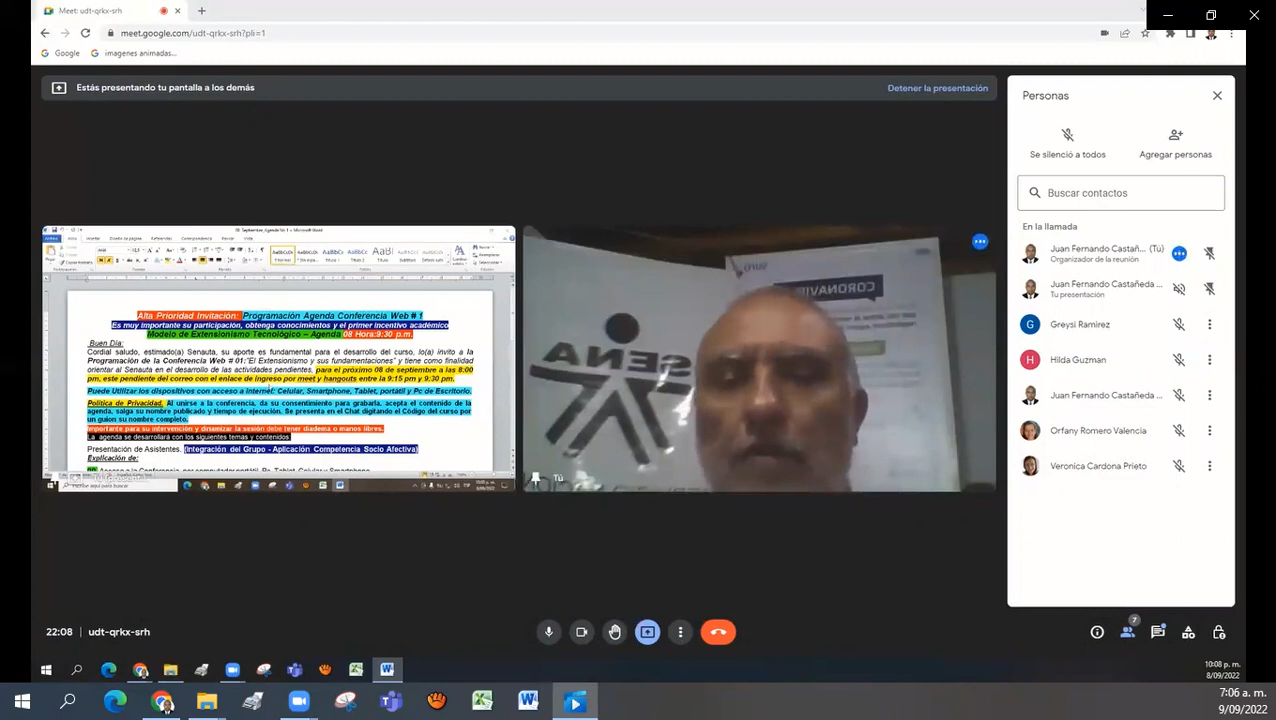 Meet: udt-qrkx-srh
meet.google.com/udt-qrkx-srh?pli=1
Google
imagenes animadas...
Estás presentando tu pantalla a los demás
Detener la presentación
Personas
Se silenció a todos
Agregar personas
Buscar contactos
En la llamada
Juan Fernando Castañ... (Tú)
Organizador de la reunión
Juan Fernando Castañeda ...
Tu presentación
Greysi Ramirez
H Hilda Guman
Juan Fernando Castañeda ...
Orfany Romero Valencia
Veronica Cardona Prieto
Alta Prioridad Invitación: Programación Agenda Conferencia Web # 1
Es muy importante su participación, obtenga conocimientos y el primer incentivo académico
Modelo de Extensionismo Tecnológico – Agenda 08 Hora:9:30 p.m.
Buen Día:
Cordial saludo, estimado(a) Senauta, su aporte es fundamental para el desarrollo del curso, lo(a) invito a la
Programación de la Conferencia Web # 01:"El Extensionismo y sus fundamentaciones" y tiene como finalidad
orientar al Senauta en el desarrollo de las actividades pendientes, para el próximo 08 de septiembre a las 8:00
pm, este pendiente del correo con el enlace de ingreso por meet y hangouts entre la 9:15 pm y 9:30 pm.
Puede Utilizar los dispositivos con acceso a Internet: Celular, Smartphone, Tablet, portátil y Pc de Escritorio.
Política de Privacidad. Al unirse a la conferencia, da su consentimiento para grabarla, acepta el contenido de la
agenda, salga su nombre publicado y tiempo de ejecución. Se presenta en el Chat digitando el Código del curso por
un guion su nombre completo.
Importante para su intervención y dinamizar la sesión debe tener diadema o manos libres.
La agenda se desarrollará con los siguientes temas y contenidos
Presentación de Asistentes. (Integración del Grupo - Aplicación Competencia Socio Afectiva)
Explicación de:
CORONAVI
SENA
Tú
22:08 | udt-qrkx-srh
7
10:08 p. m.
8/09/2022
7:06 a. m.
9/09/2022